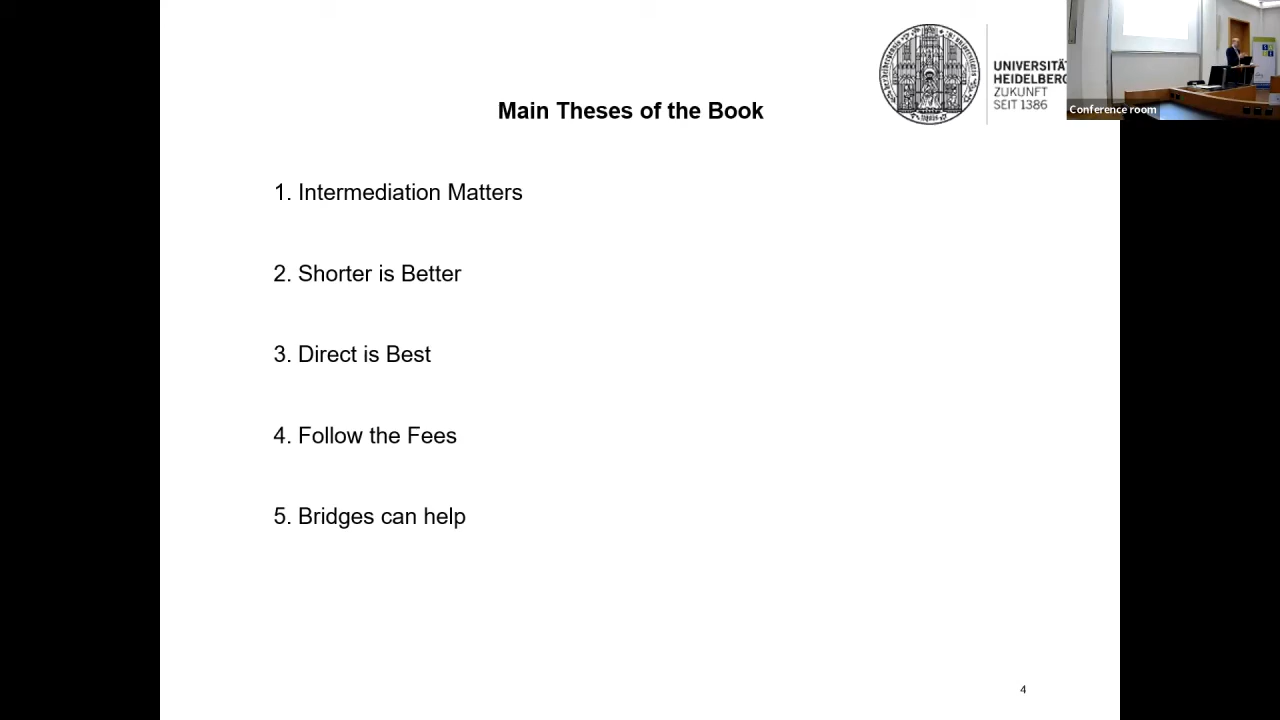 Main Theses of the Book
UNIVERSITÄT
HEIDELBERG
ZUKUNFT
SEIT 1386
Conference room
1. Intermediation Matters
2. Shorter is Better
3. Direct is Best
4. Follow the Fees
5. Bridges can help
4